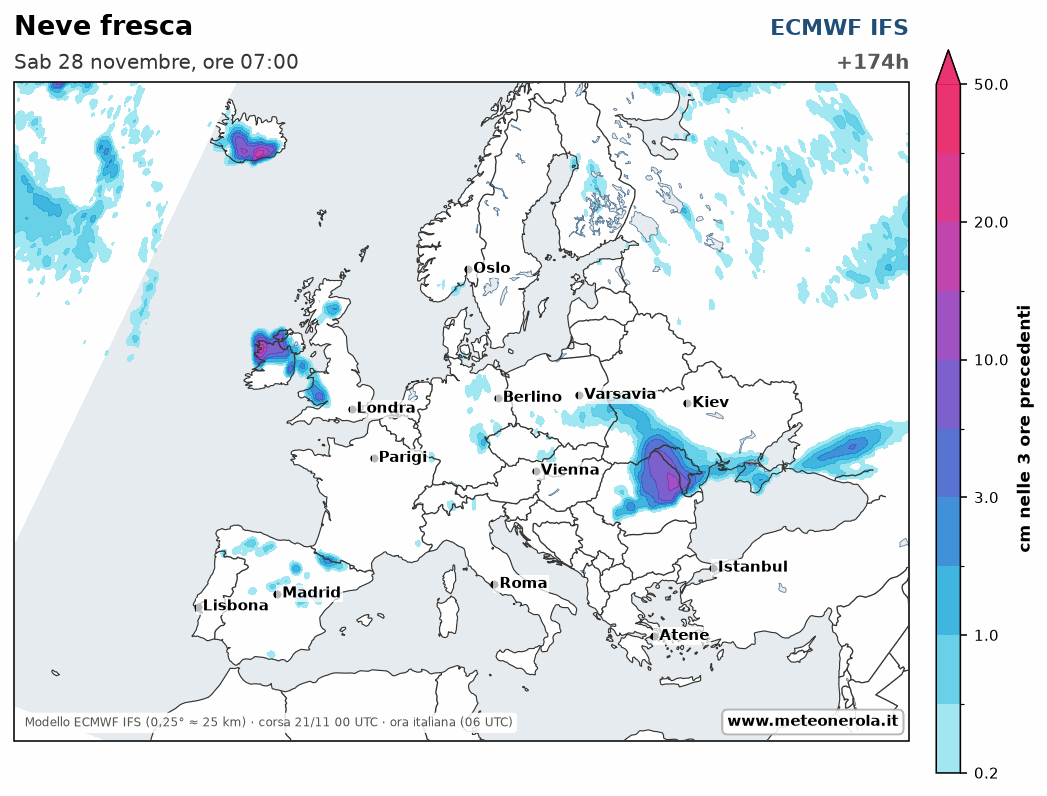 Neve fresca
ECMWF IFS
Sab 28 novembre, ore 07:00
+174h
50.0
20.0
10.0
3.0
1.0
0.2
cm nelle 3 ore precedenti
Oslo
Londra
Berlino
Varsavia
Kiev
Parigi
Vienna
Istanbul
Madrid
Roma
Lisbona
Atene
Modello ECMWF IFS (0,25° ≈ 25 km) · corsa 21/11 00 UTC · ora italiana (06 UTC)
www.meteonerola.it